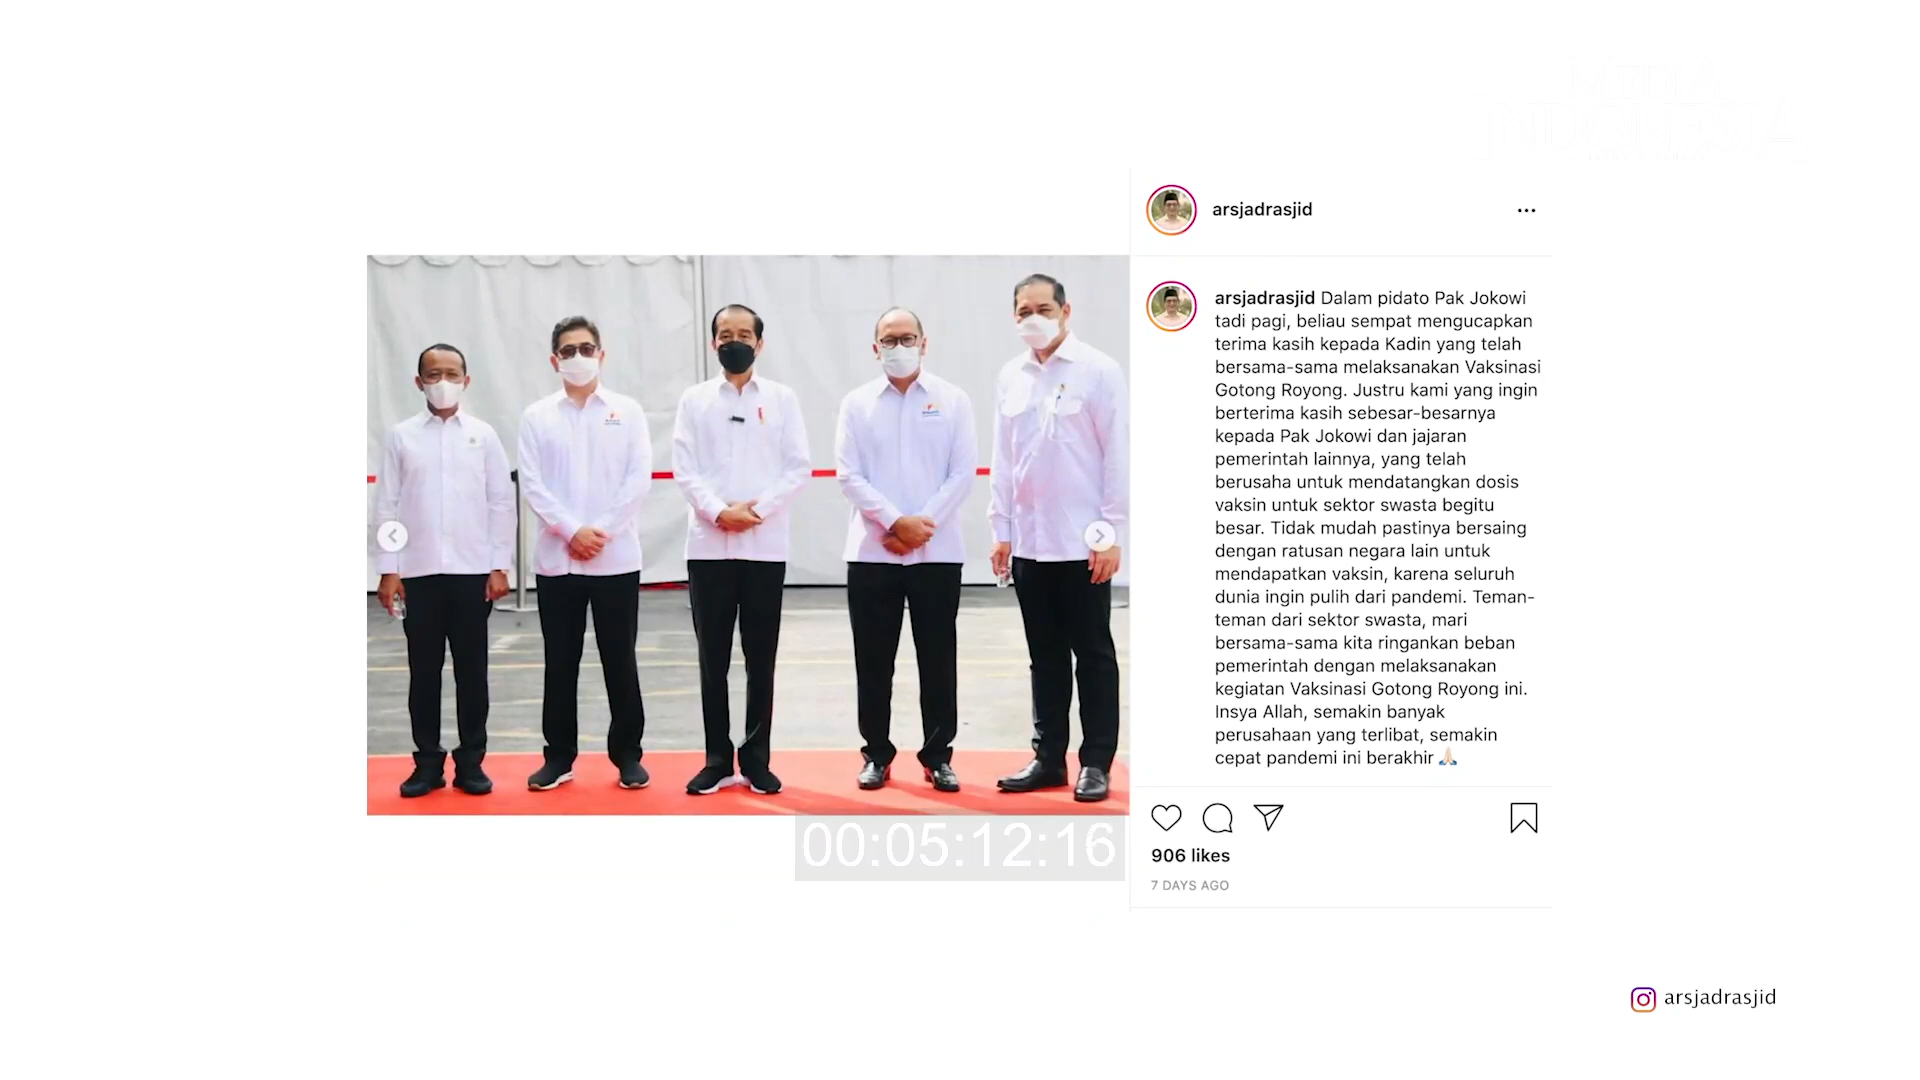 arsjadrasjid
arsjadrasjid Dalam pidato Pak Jokowi
tadi pagi, beliau sempat mengucapkan
terima kasih kepada Kadin yang telah
bersama-sama melaksanakan Vaksinasi
Gotong Royong. Justru kami yang ingin
berterima kasih sebesar-besarnya
kepada Pak Jokowi dan jajaran
pemerintah lainnya, yang telah
berusaha untuk mendatangkan dosis
vaksin untuk sektor swasta begitu
besar. Tidak mudah pastinya bersaing
dengan ratusan negara lain untuk
mendapatkan vaksin, karena seluruh
dunia ingin pulih dari pandemi. Teman-
teman dari sektor swasta, mari
bersama-sama kita ringankan beban
pemerintah dengan melaksanakan
kegiatan Vaksinasi Gotong Royong ini.
Insya Allah, semakin banyak
perusahaan yang terlibat, semakin
cepat pandemi ini berakhir 🙏🏻
00:05:12:16
906 likes
7 DAYS AGO
arsjadrasjid